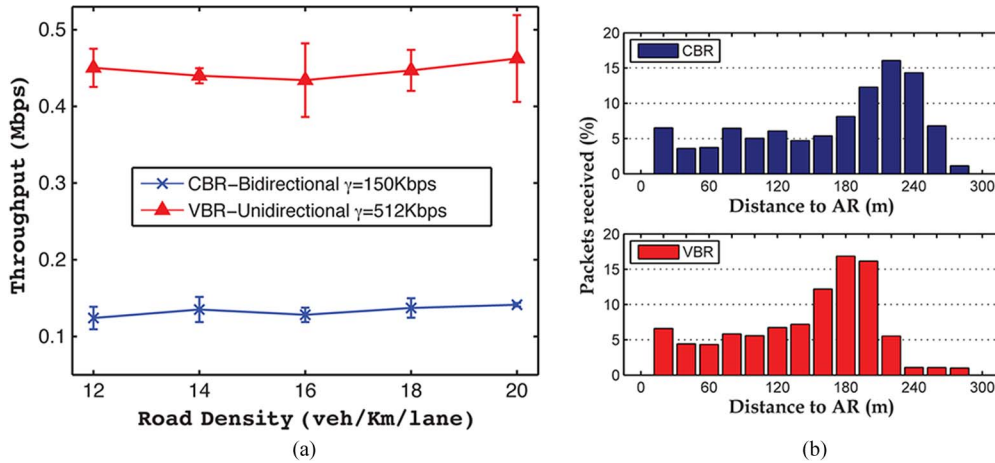 0.5
0.4
0.3
0.2
0.1
Throughput (Mbps)
CBR-Bidirectional γ=150Kbps
VBR-Unidirectional γ=512Kbps
12 14 16 18 20
Road Density (veh/Km/lane)
(a)
Packets received (%)
20
15
10
5
0
CBR
0 60 120 180 240 300
Distance to AR (m)
20
15
10
5
0
VBR
0 60 120 180 240 300
Distance to AR (m)
(b)